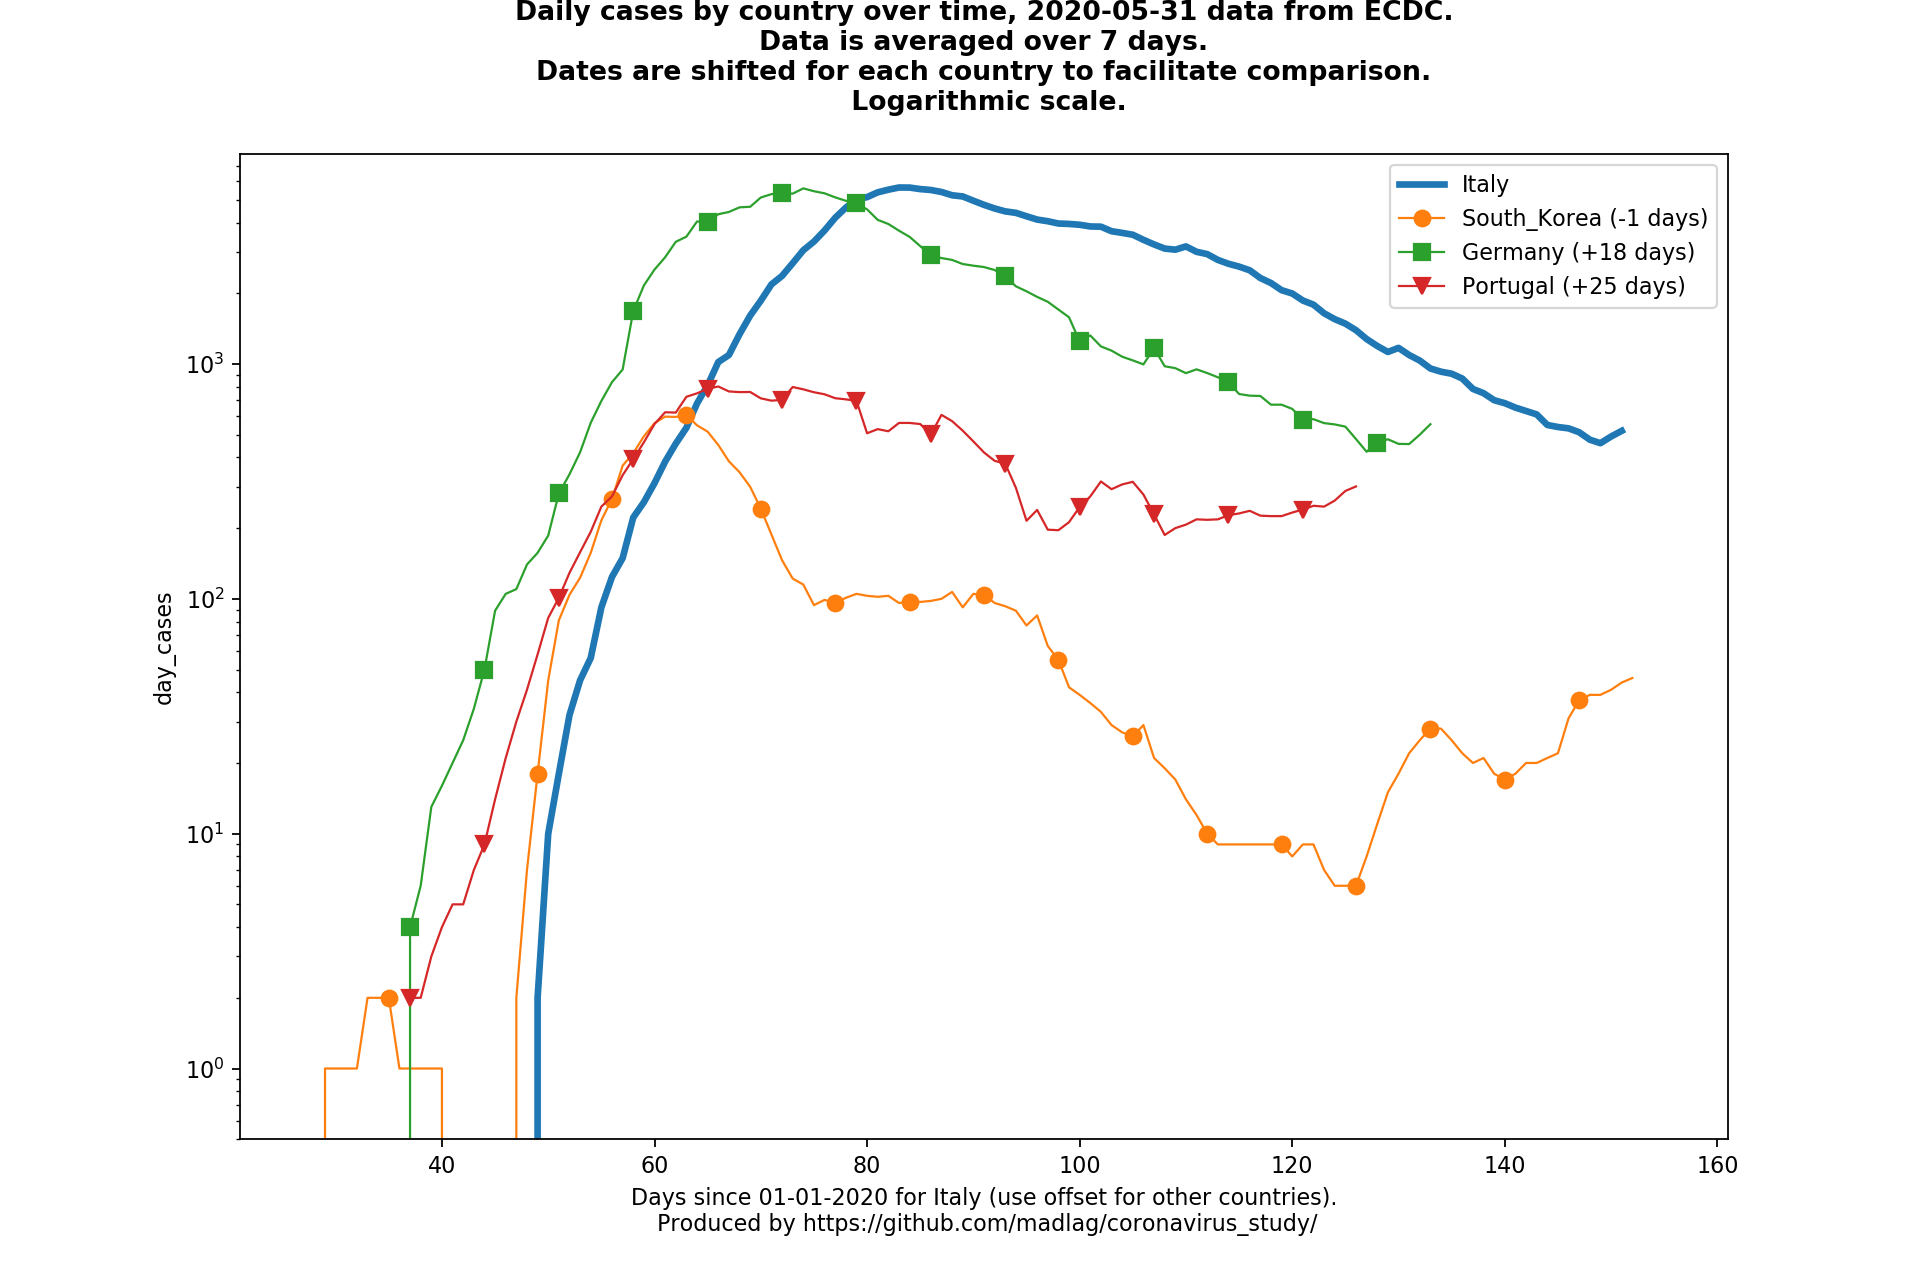 Daily cases by country over time, 2020-05-31 data from ECDC.
Data is averaged over 7 days.
Dates are shifted for each country to facilitate comparison.
Logarithmic scale.
Italy
South_Korea (-1 days)
Germany (+18 days)
Portugal (+25 days)
10³
10²
10¹
10⁰
day_cases
40 60 80 100 120 140 160
Days since 01-01-2020 for Italy (use offset for other countries).
Produced by https://github.com/madlag/coronavirus_study/